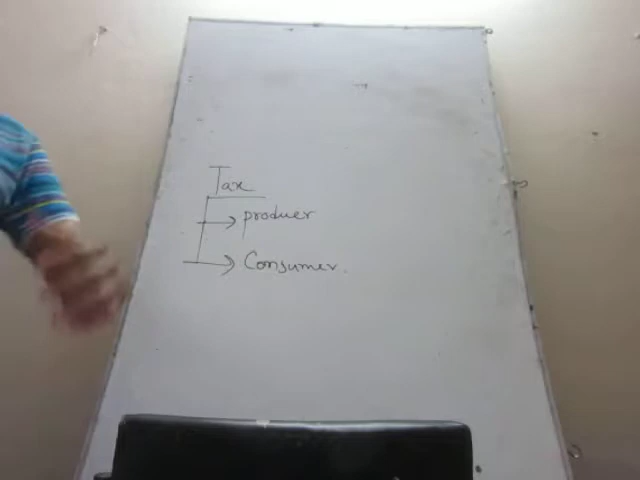 Tax
→ producer
→ Consumer.